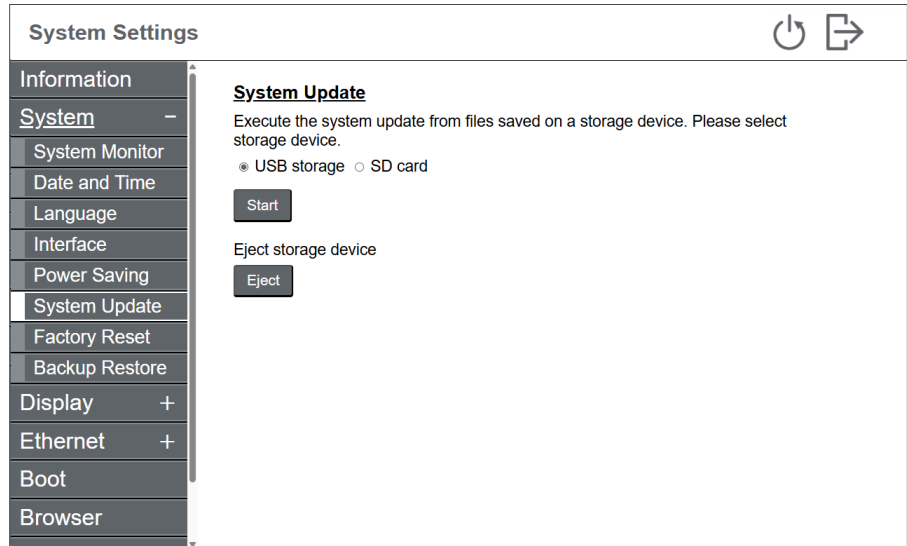 System Settings
Information
System −
System Monitor
Date and Time
Language
Interface
Power Saving
System Update
Factory Reset
Backup Restore
Display +
Ethernet +
Boot
Browser
System Update
Execute the system update from files saved on a storage device. Please select
storage device.
USB storage SD card
Start
Eject storage device
Eject